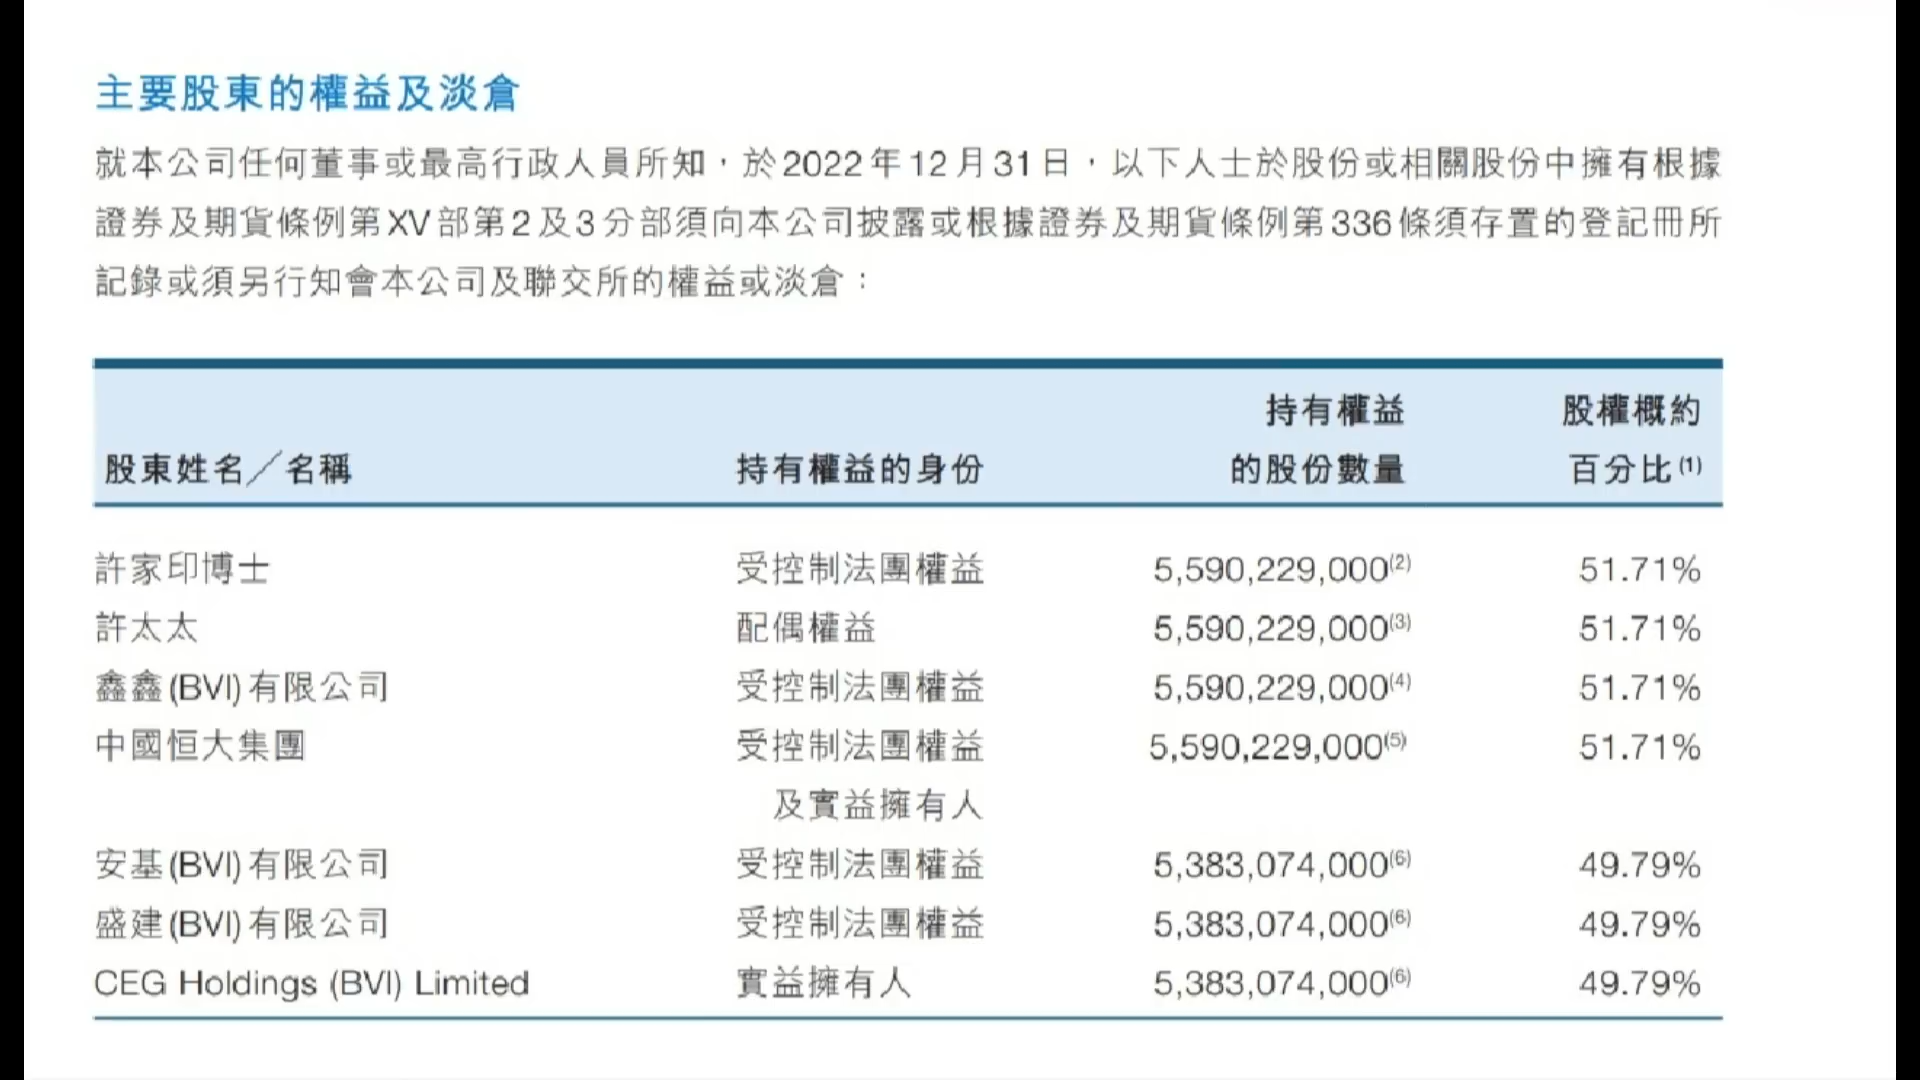 主要股東的權益及淡倉
就本公司任何董事或最高行政人員所知，於2022年12月31日，以下人士於股份或相關股份中擁有根據
證券及期貨條例第XV部第2及3分部須向本公司披露或根據證券及期貨條例第336條須存置的登記冊所
記錄或須另行知會本公司及聯交所的權益或淡倉：
持有權益 股權概約
股東姓名／名稱 持有權益的身份 的股份數量 百分比(1)
許家印博士 受控制法團權益 5,590,229,000(2) 51.71%
許太太 配偶權益 5,590,229,000(3) 51.71%
鑫鑫(BVI)有限公司 受控制法團權益 5,590,229,000(4) 51.71%
中國恒大集團 受控制法團權益 5,590,229,000(5) 51.71%
及實益擁有人
安基(BVI)有限公司 受控制法團權益 5,383,074,000(6) 49.79%
盛建(BVI)有限公司 受控制法團權益 5,383,074,000(6) 49.79%
CEG Holdings (BVI) Limited 實益擁有人 5,383,074,000(6) 49.79%